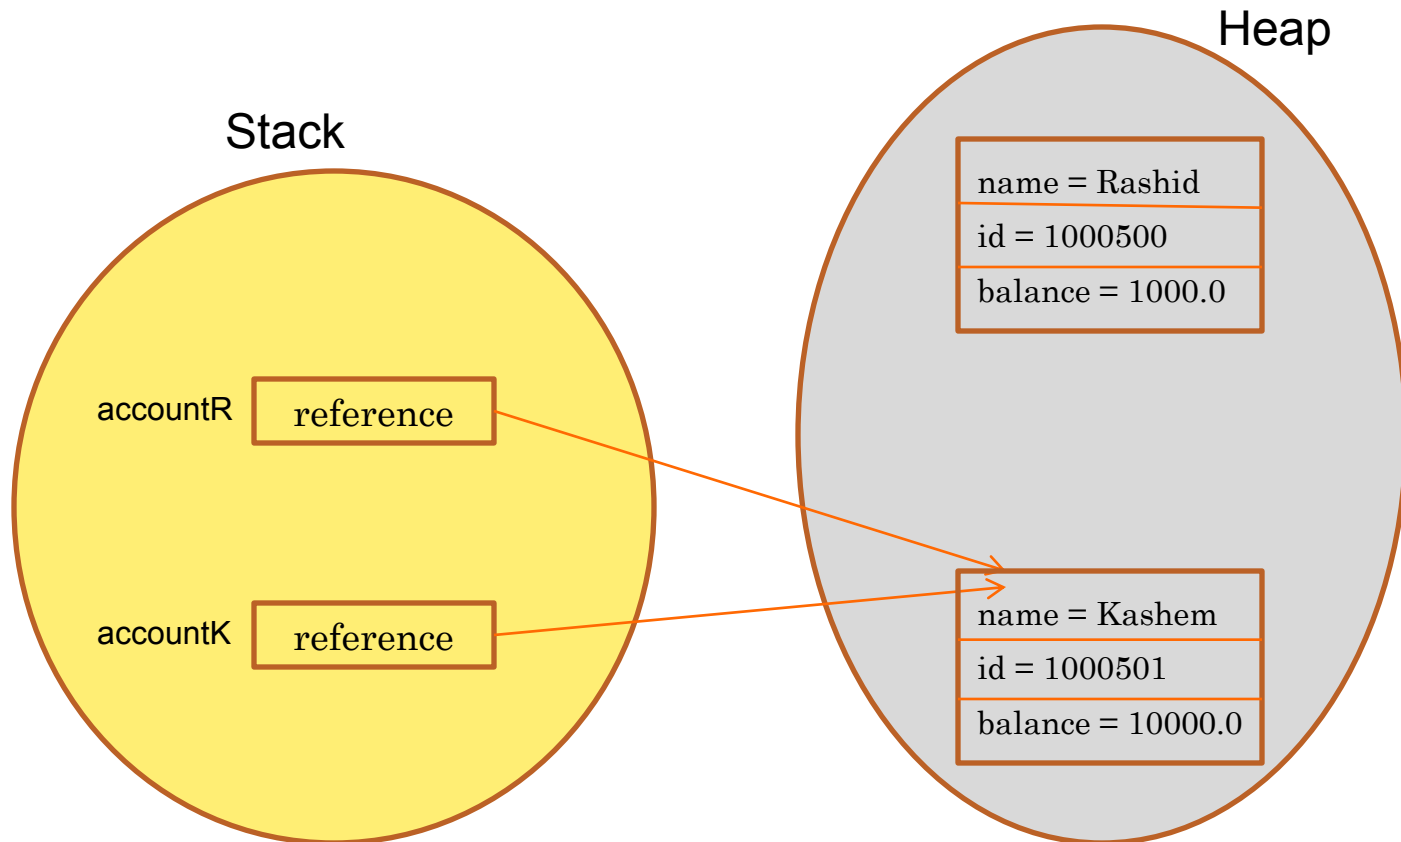 Heap
Stack
name = Rashid
id = 1000500
balance = 1000.0
accountR
reference
accountK
reference
name = Kashem
id = 1000501
balance = 10000.0